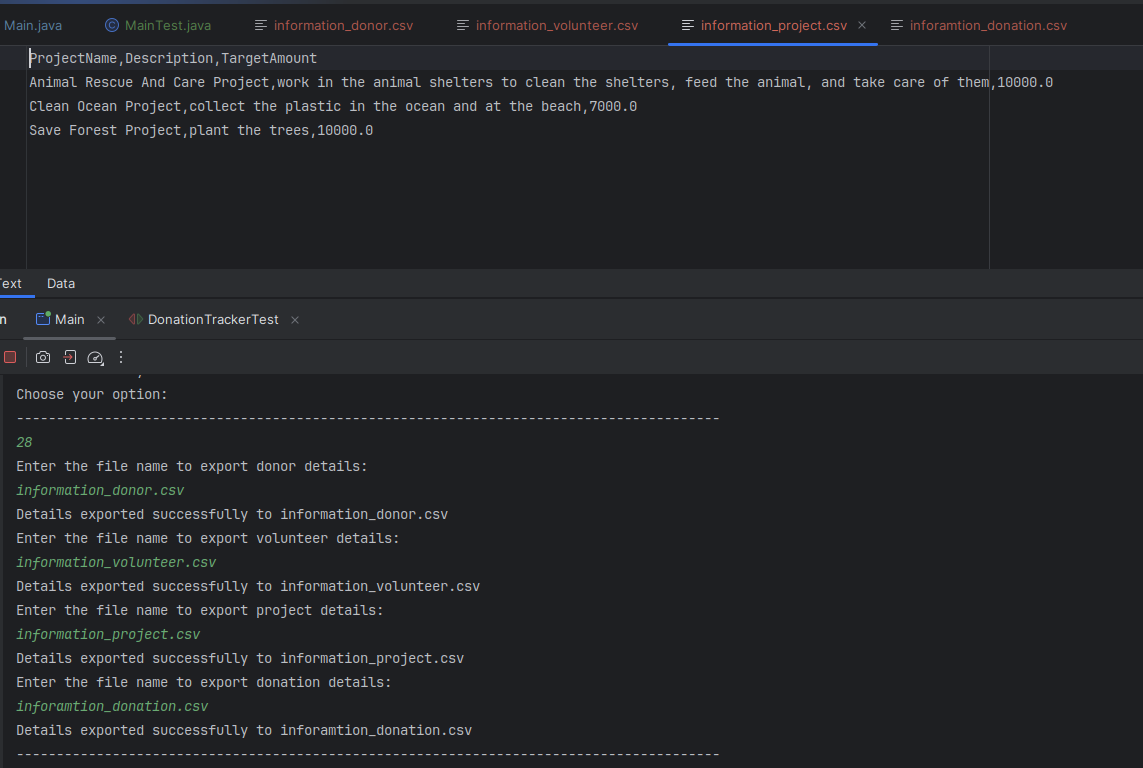 Main.java MainTest.java information_donor.csv information_volunteer.csv information_project.csv inforamtion_donation.csv
ProjectName,Description,TargetAmount
Animal Rescue And Care Project,work in the animal shelters to clean the shelters, feed the animal, and take care of them,10000.0
Clean Ocean Project,collect the plastic in the ocean and at the beach,7000.0
Save Forest Project,plant the trees,10000.0
Text Data
n Main DonationTrackerTest
Choose your option:
----------------------------------------------------------------------------------------
28
Enter the file name to export donor details:
information_donor.csv
Details exported successfully to information_donor.csv
Enter the file name to export volunteer details:
information_volunteer.csv
Details exported successfully to information_volunteer.csv
Enter the file name to export project details:
information_project.csv
Details exported successfully to information_project.csv
Enter the file name to export donation details:
inforamtion_donation.csv
Details exported successfully to inforamtion_donation.csv
----------------------------------------------------------------------------------------